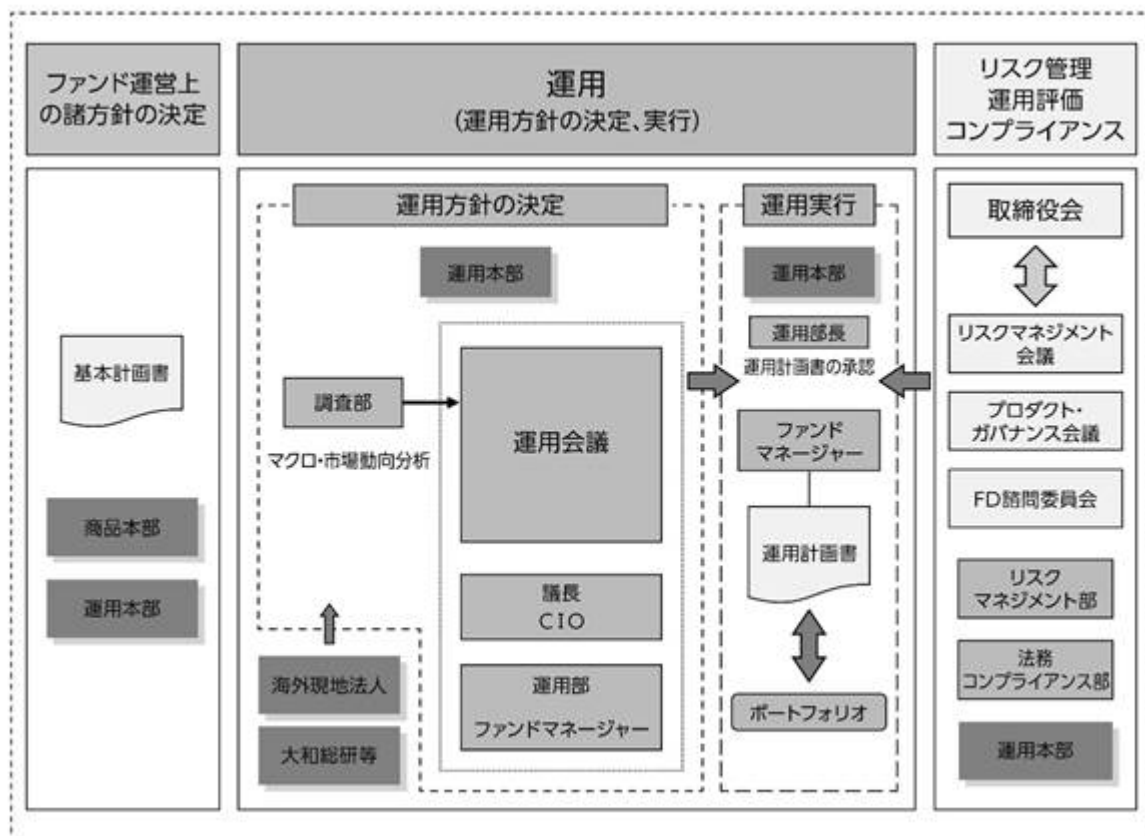 ファンド運営上
の諸方針の決定
運用
(運用方針の決定、実行)
リスク管理
運用評価
コンプライアンス
基本計画書
商品本部
運用本部
運用方針の決定
運用本部
調査部
マクロ・市場動向分析
運用会議
議長
CIO
運用部
ファンドマネージャー
海外現地法人
大和総研等
運用実行
運用本部
運用部長
運用計画書の承認
ファンド
マネージャー
運用計画書
ポートフォリオ
取締役会
リスクマネジメント
会議
プロダクト・
ガバナンス会議
FD諮問委員会
リスク
マネジメント部
法務
コンプライアンス部
運用本部